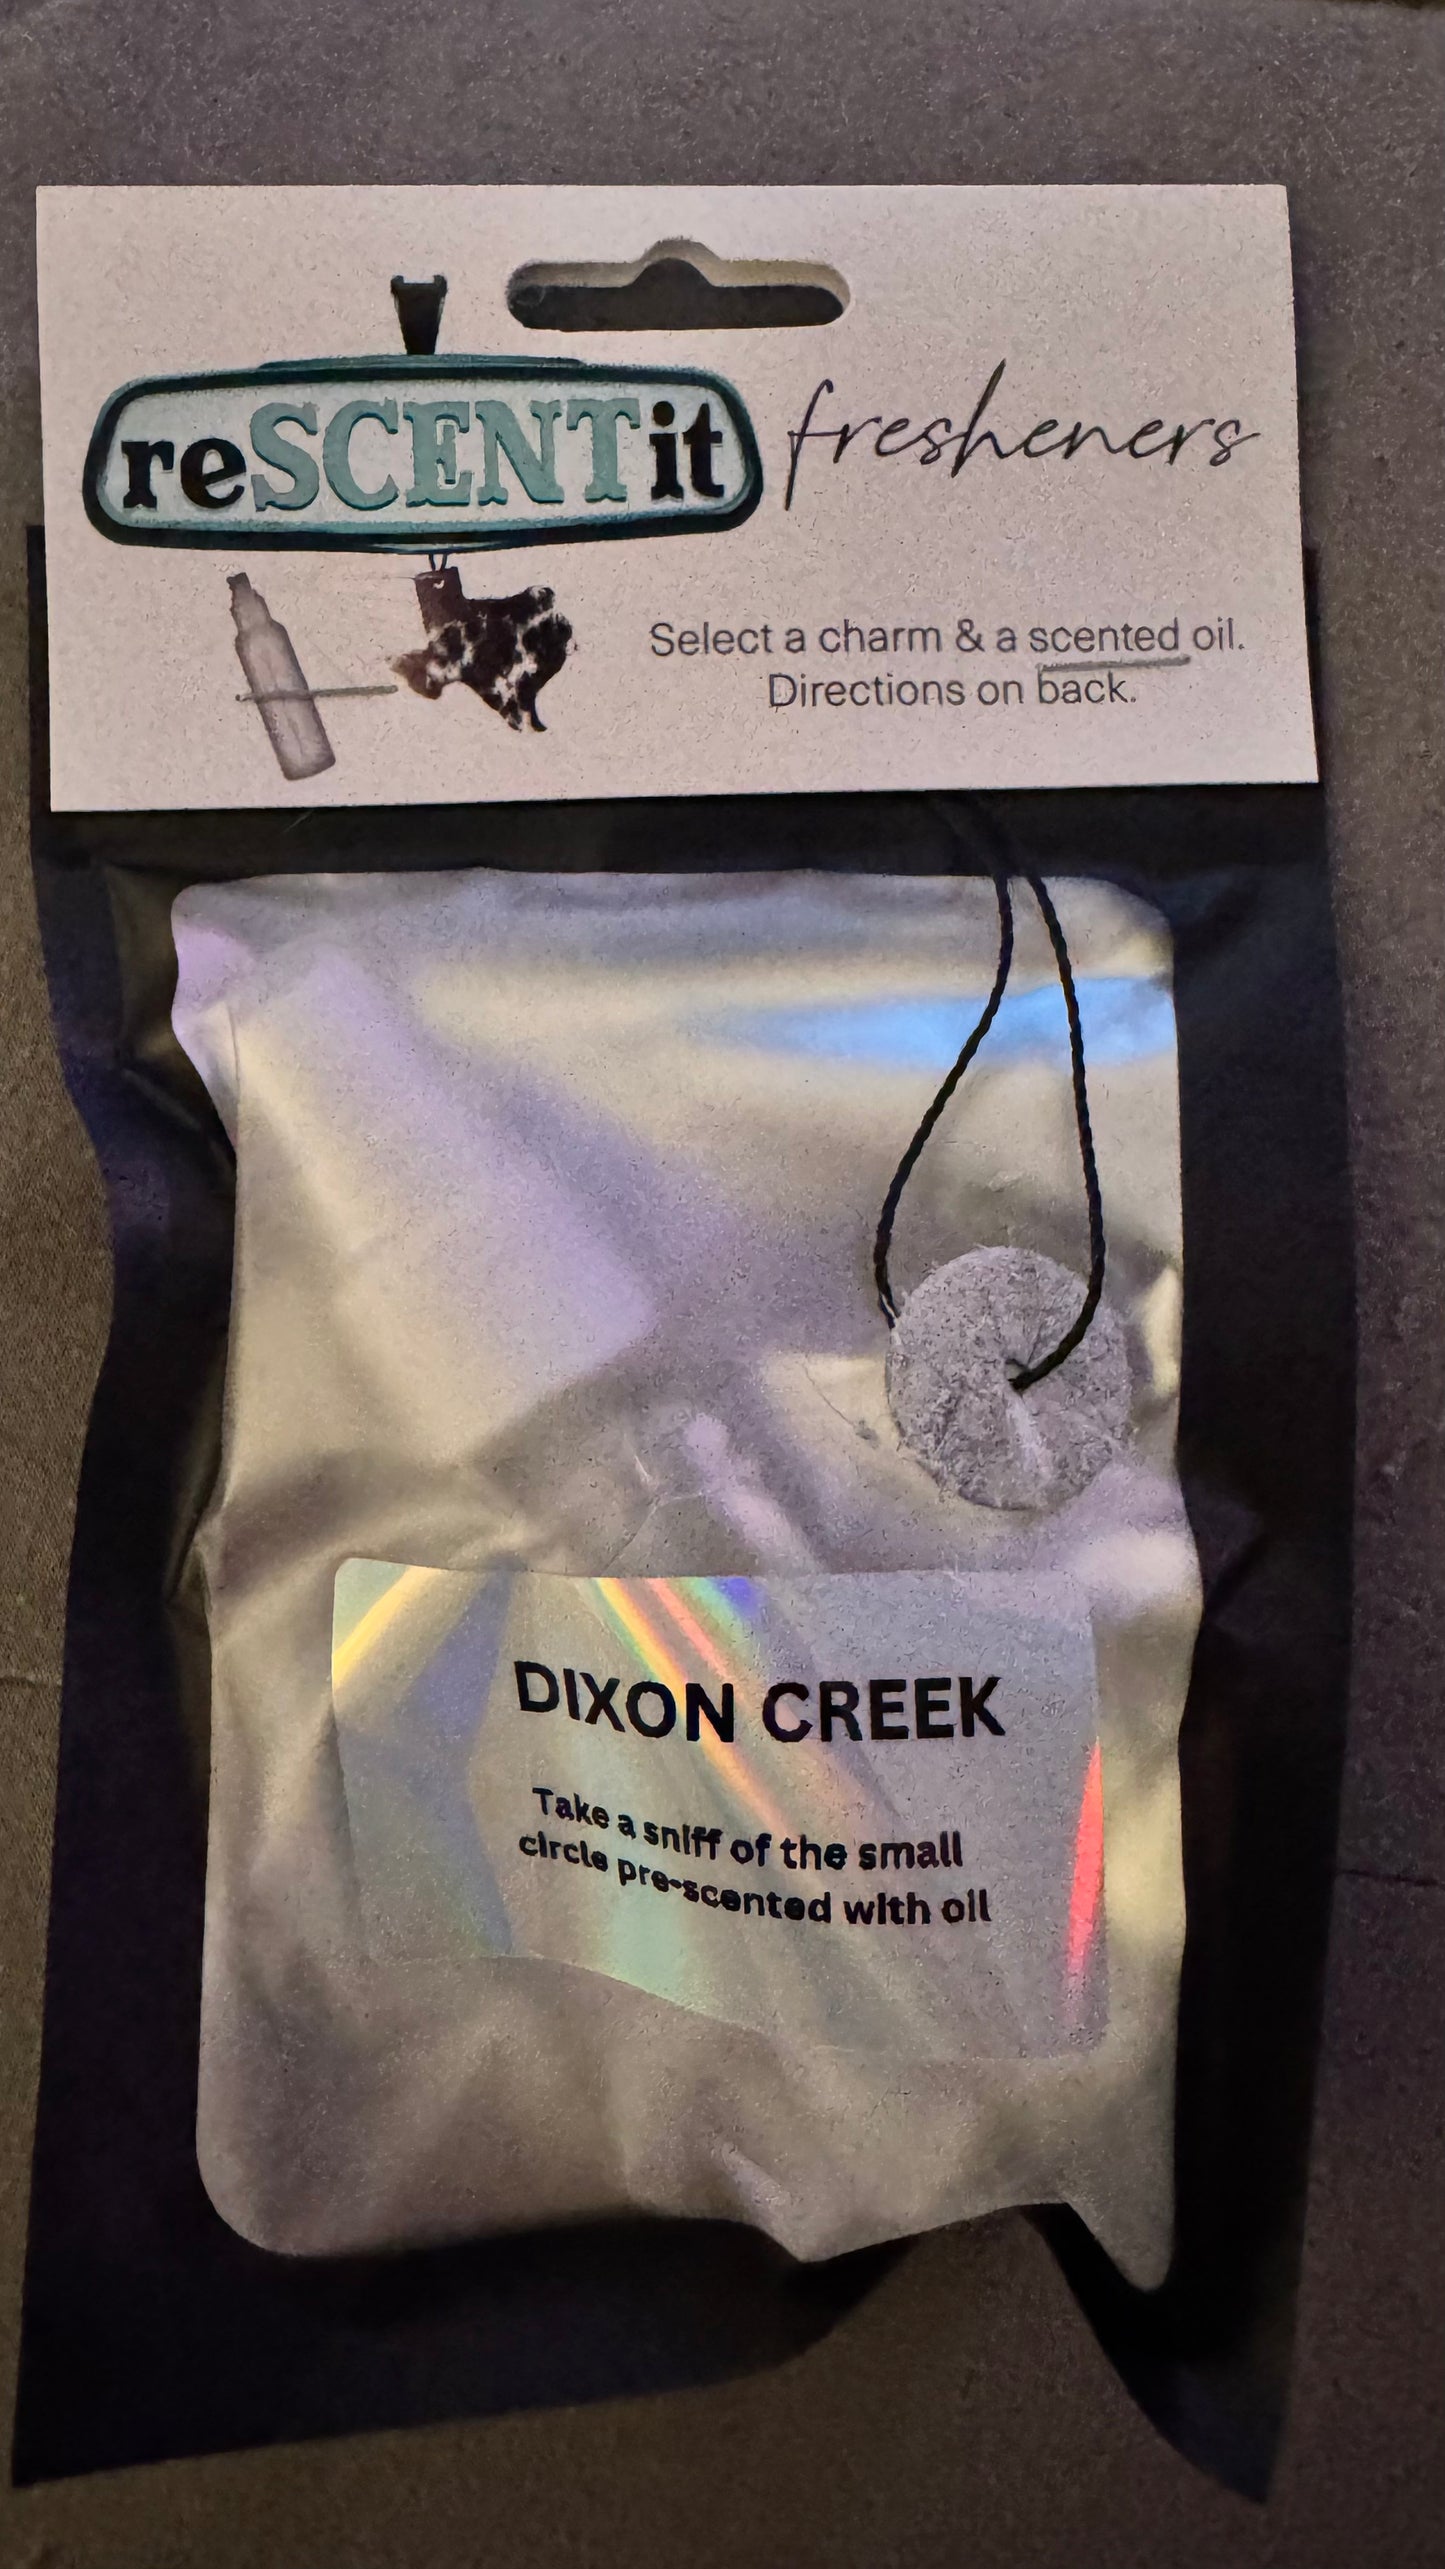 reSCENTit fresheners
Select a charm & a scented oil.
Directions on back.
DIXON CREEK
Take a sniff of the small
circle pre-scented with oil